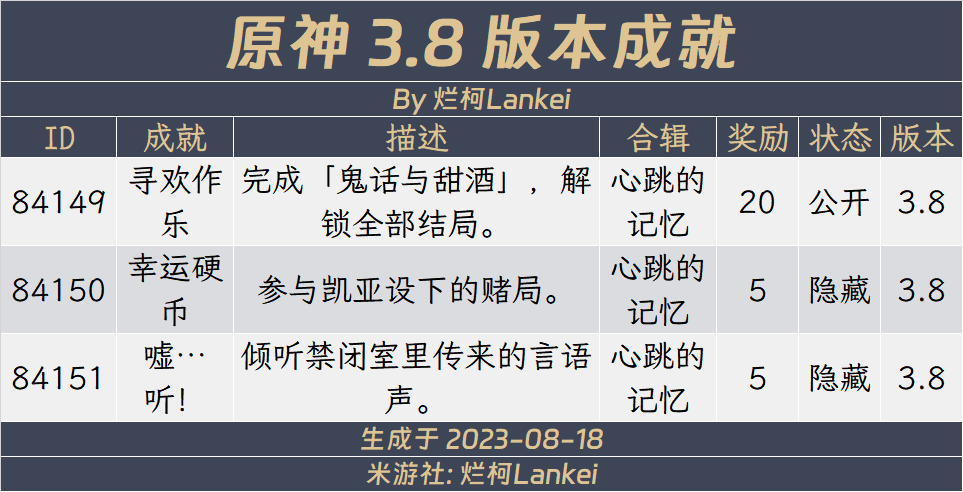 原神 3.8 版本成就
By 烂柯Lankei
ID 成就 描述 合辑 奖励 状态 版本
84149 寻欢作乐 完成「鬼话与甜酒」，解锁全部结局。 心跳的记忆 20 公开 3.8
84150 幸运硬币 参与凯亚设下的赌局。 心跳的记忆 5 隐藏 3.8
84151 嘘…听！ 倾听禁闭室里传来的言语声。 心跳的记忆 5 隐藏 3.8
生成于 2023-08-18
米游社: 烂柯Lankei